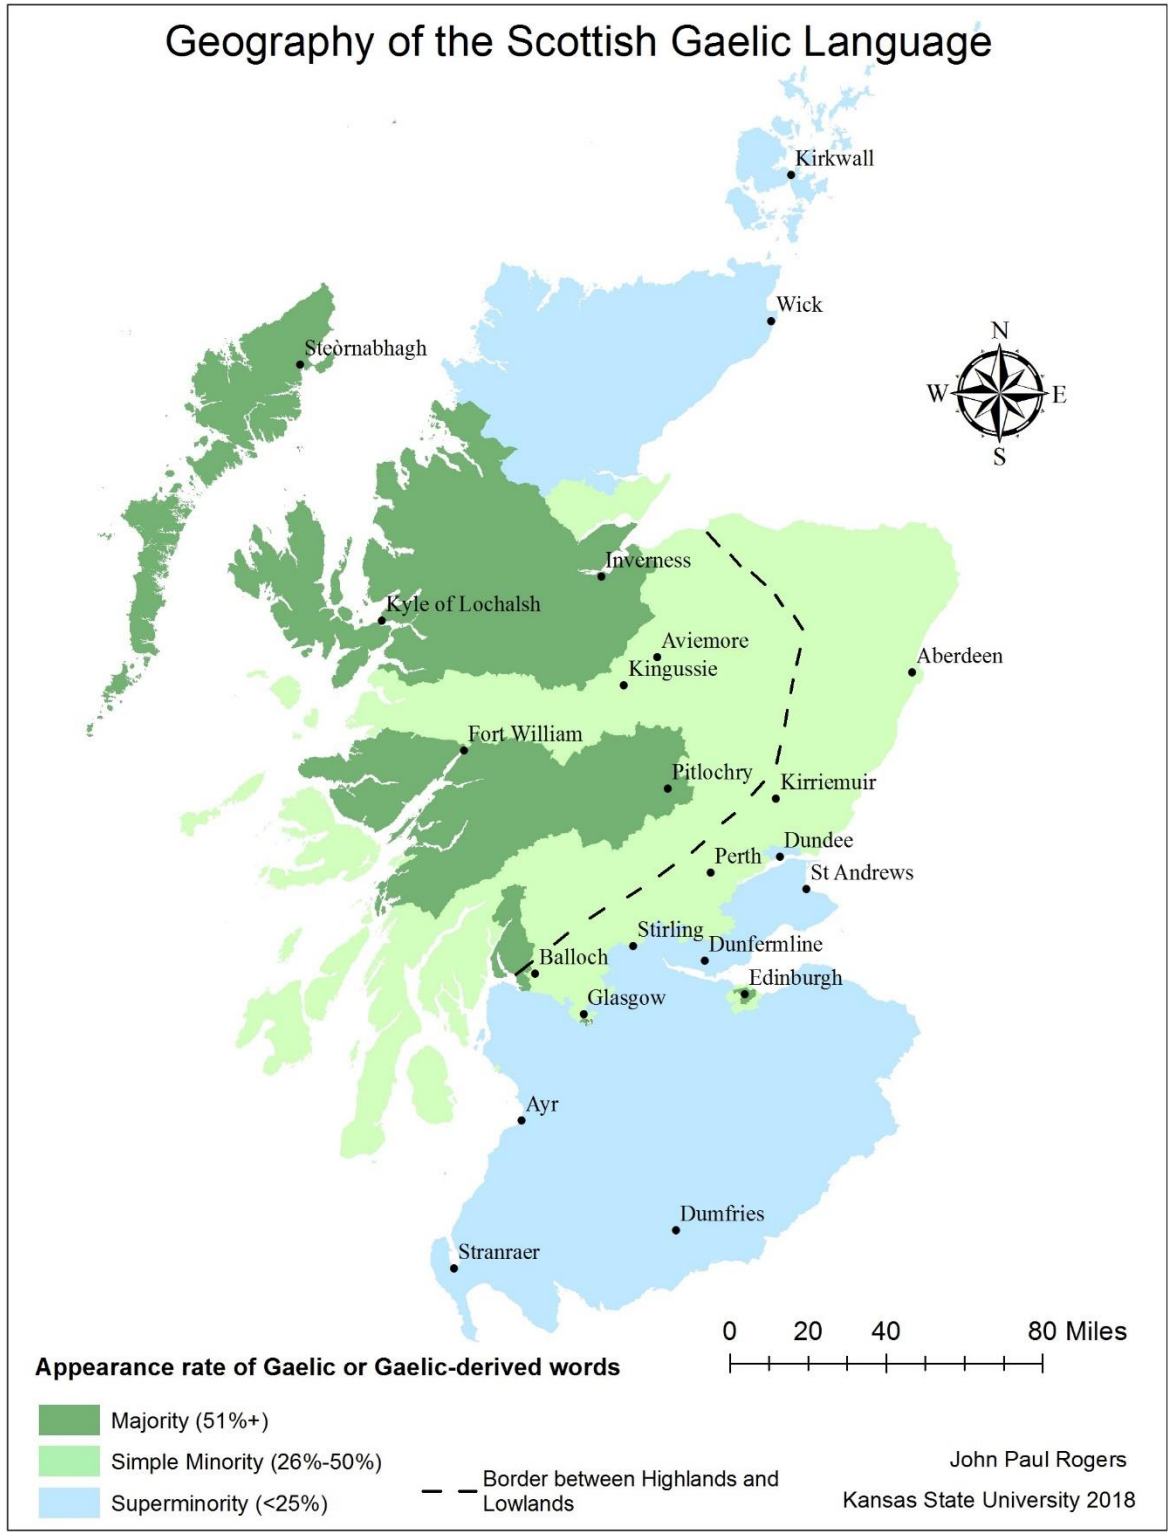 Geography of the Scottish Gaelic Language
Kirkwall
Wick
Steòrnabhagh
N
W
E
S
Inverness
Kyle of Lochalsh
Aviemore
Kingussie
Aberdeen
Fort William
Pitlochry
Kirriemuir
Dundee
Perth
St Andrews
Stirling
Dunfermline
Balloch
Edinburgh
Glasgow
Ayr
Dumfries
Stranraer
0 20 40 80 Miles
Appearance rate of Gaelic or Gaelic-derived words
Majority (51%+)
Simple Minority (26%-50%)
Superminority (<25%)
Border between Highlands and
Lowlands
John Paul Rogers
Kansas State University 2018